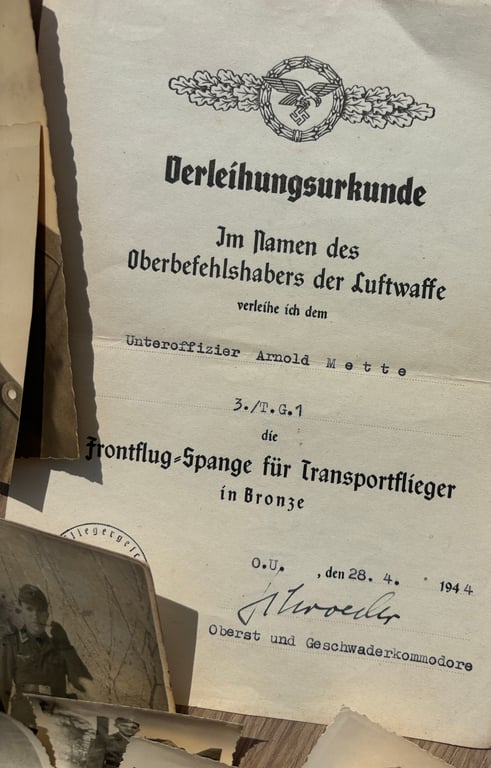 Verleihungsurkunde
Im Namen des
Oberbefehlshabers der Luftwaffe
verleihe ich dem
Unteroffizier Arnold Mette
3./T.G.1
die
Frontflug-Spange für Transportflieger
in Bronze
O.U. , den 28. 4. 1944
Schroeder
Oberst und Geschwaderkommodore